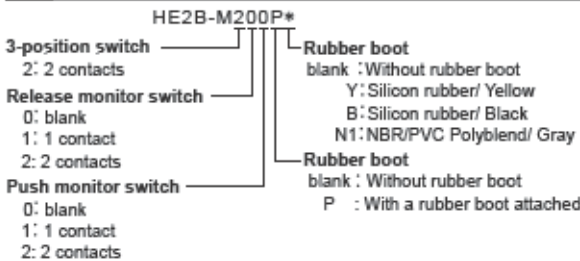 HE2B-M200P*
3-position switch
2: 2 contacts
Release monitor switch
0: blank
1: 1 contact
2: 2 contacts
Push monitor switch
0: blank
1: 1 contact
2: 2 contacts
Rubber boot
blank : Without rubber boot
Y: Silicon rubber/ Yellow
B: Silicon rubber/ Black
N1: NBR/PVC Polyblend/ Gray
Rubber boot
blank : Without rubber boot
P : With a rubber boot attached